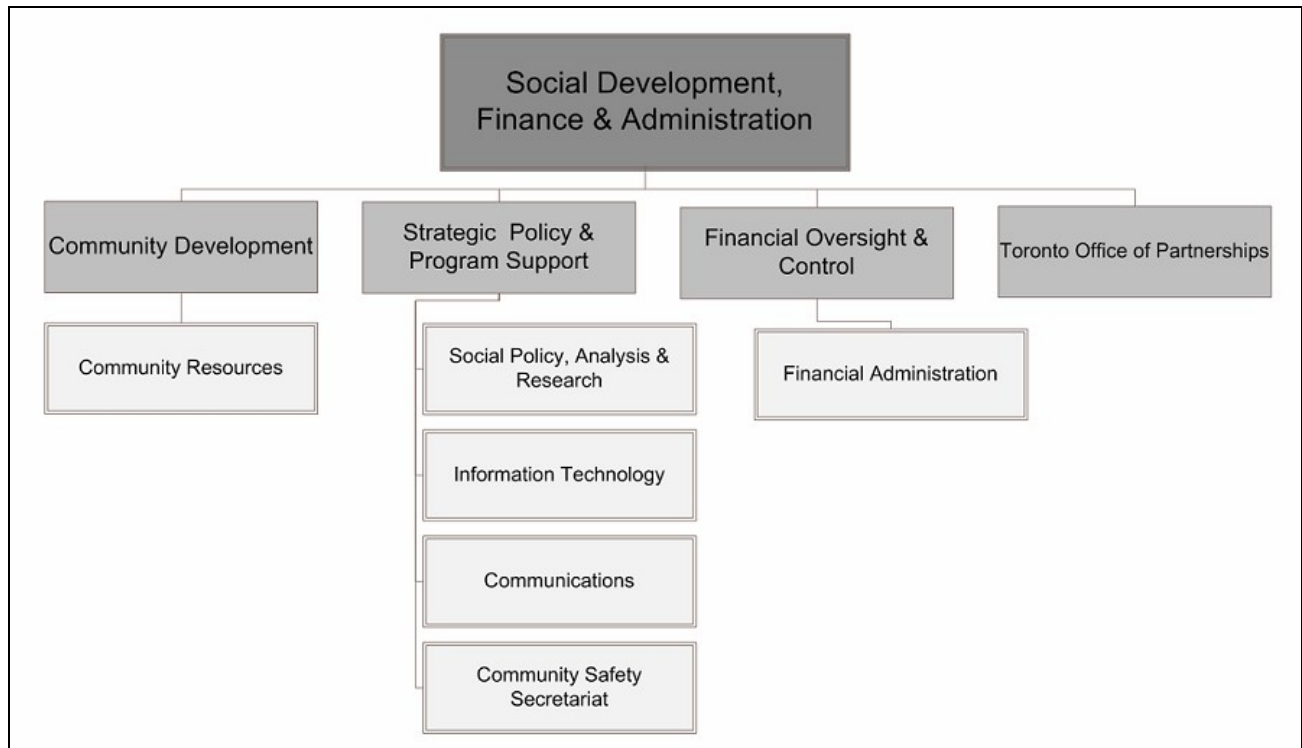 Social Development,
Finance & Administration
Community Development
Strategic Policy &
Program Support
Financial Oversight &
Control
Toronto Office of Partnerships
Community Resources
Social Policy, Analysis &
Research
Financial Administration
Information Technology
Communications
Community Safety
Secretariat